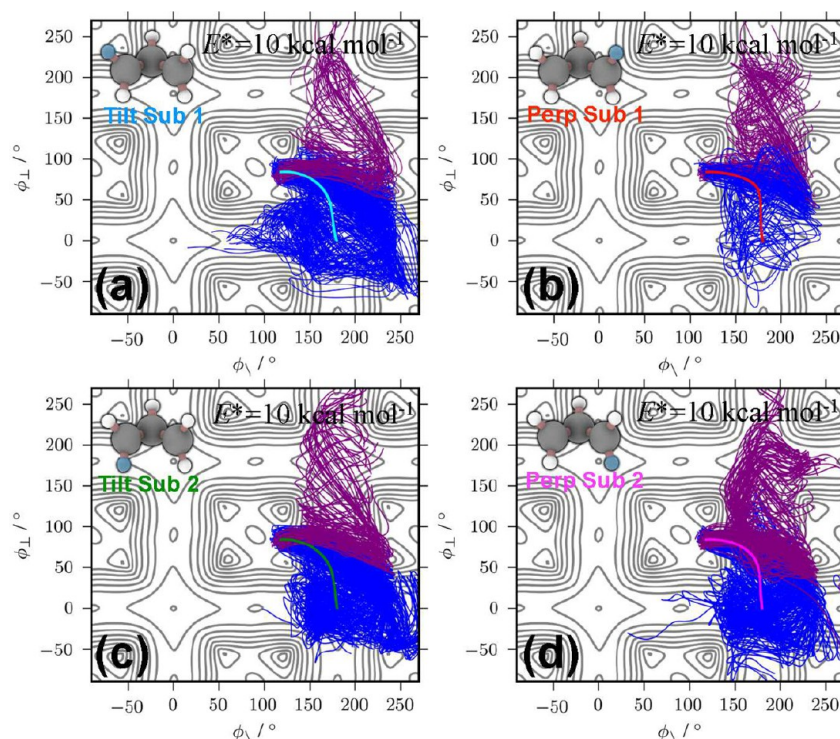 E*=10 kcal mol-1
Tilt Sub 1
(a)
ϕ⊥ / °
250
200
150
100
50
0
−50
−50 0 50 100 150 200 250
ϕ\ / °
E*=10 kcal mol-1
Perp Sub 1
(b)
ϕ⊥ / °
250
200
150
100
50
0
−50
−50 0 50 100 150 200 250
ϕ\ / °
E*=10 kcal mol-1
Tilt Sub 2
(c)
ϕ⊥ / °
250
200
150
100
50
0
−50
−50 0 50 100 150 200 250
ϕ\ / °
E*=10 kcal mol-1
Perp Sub 2
(d)
ϕ⊥ / °
250
200
150
100
50
0
−50
−50 0 50 100 150 200 250
ϕ\ / °